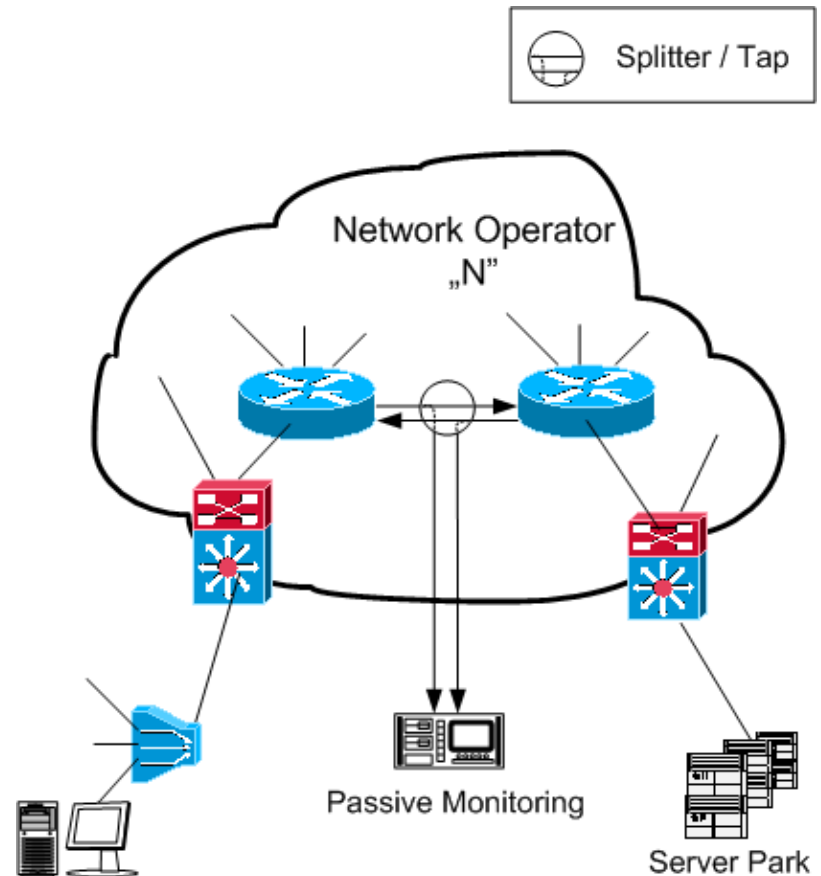 Splitter / Tap
Network Operator
„N”
Passive Monitoring
Server Park